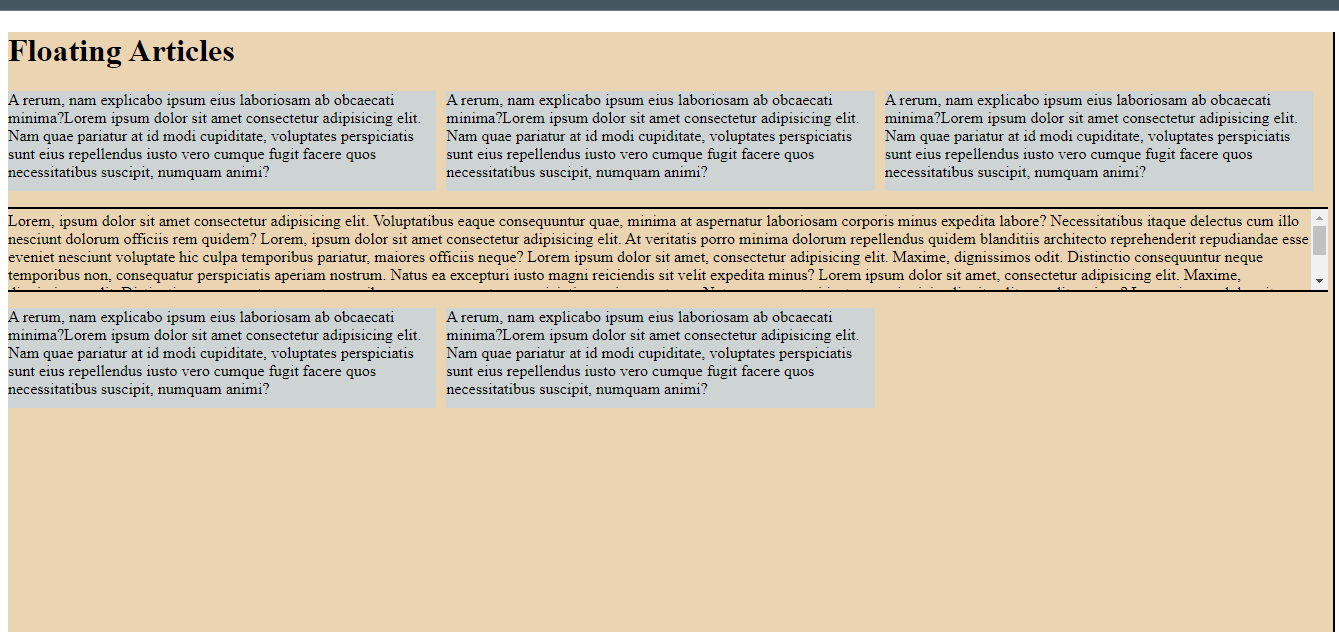 Floating Articles
A rerum, nam explicabo ipsum eius laboriosam ab obcaecati
minima?Lorem ipsum dolor sit amet consectetur adipisicing elit.
Nam quae pariatur at id modi cupiditate, voluptates perspiciatis
sunt eius repellendus iusto vero cumque fugit facere quos
necessitatibus suscipit, numquam animi?
A rerum, nam explicabo ipsum eius laboriosam ab obcaecati
minima?Lorem ipsum dolor sit amet consectetur adipisicing elit.
Nam quae pariatur at id modi cupiditate, voluptates perspiciatis
sunt eius repellendus iusto vero cumque fugit facere quos
necessitatibus suscipit, numquam animi?
A rerum, nam explicabo ipsum eius laboriosam ab obcaecati
minima?Lorem ipsum dolor sit amet consectetur adipisicing elit.
Nam quae pariatur at id modi cupiditate, voluptates perspiciatis
sunt eius repellendus iusto vero cumque fugit facere quos
necessitatibus suscipit, numquam animi?
Lorem, ipsum dolor sit amet consectetur adipisicing elit. Voluptatibus eaque consequuntur quae, minima at aspernatur laboriosam corporis minus expedita labore? Necessitatibus itaque delectus cum illo
nesciunt dolorum officiis rem quidem? Lorem, ipsum dolor sit amet consectetur adipisicing elit. At veritatis porro minima dolorum repellendus quidem blanditiis architecto reprehenderit repudiandae esse
eveniet nesciunt voluptate hic culpa temporibus pariatur, maiores officiis neque? Lorem ipsum dolor sit amet, consectetur adipisicing elit. Maxime, dignissimos odit. Distinctio consequuntur neque
temporibus non, consequatur perspiciatis aperiam nostrum. Natus ea excepturi iusto magni reiciendis sit velit expedita minus? Lorem ipsum dolor sit amet, consectetur adipisicing elit. Maxime,
A rerum, nam explicabo ipsum eius laboriosam ab obcaecati
minima?Lorem ipsum dolor sit amet consectetur adipisicing elit.
Nam quae pariatur at id modi cupiditate, voluptates perspiciatis
sunt eius repellendus iusto vero cumque fugit facere quos
necessitatibus suscipit, numquam animi?
A rerum, nam explicabo ipsum eius laboriosam ab obcaecati
minima?Lorem ipsum dolor sit amet consectetur adipisicing elit.
Nam quae pariatur at id modi cupiditate, voluptates perspiciatis
sunt eius repellendus iusto vero cumque fugit facere quos
necessitatibus suscipit, numquam animi?